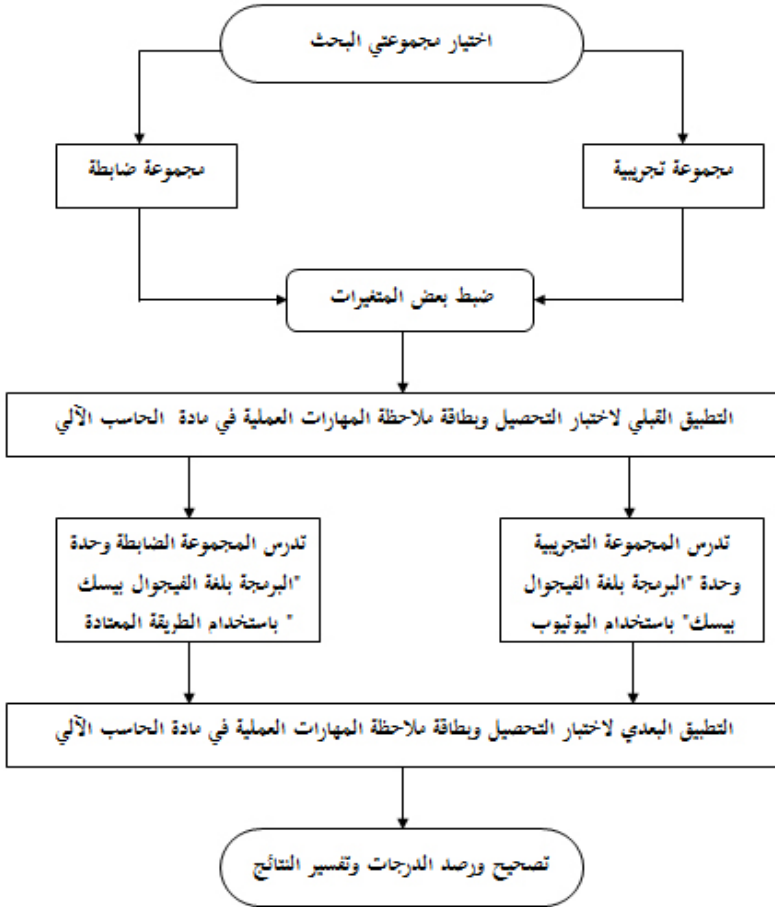 اختيار مجموعتي البحث
مجموعة تجريبية
مجموعة ضابطة
ضبط بعض المتغيرات
التطبيق القبلي لاختبار التحصيل وبطاقة ملاحظة المهارات العملية في مادة الحاسب الآلي
تدرس المجموعة التجريبية
وحدة "البرمجة بلغة الفيجوال
بيسك" باستخدام اليوتيوب
تدرس المجموعة الضابطة وحدة
"البرمجة بلغة الفيجوال بيسك
" باستخدام الطريقة المعتادة
التطبيق البعدي لاختبار التحصيل وبطاقة ملاحظة المهارات العملية في مادة الحاسب الآلي
تصحيح ورصد الدرجات وتفسير النتائج